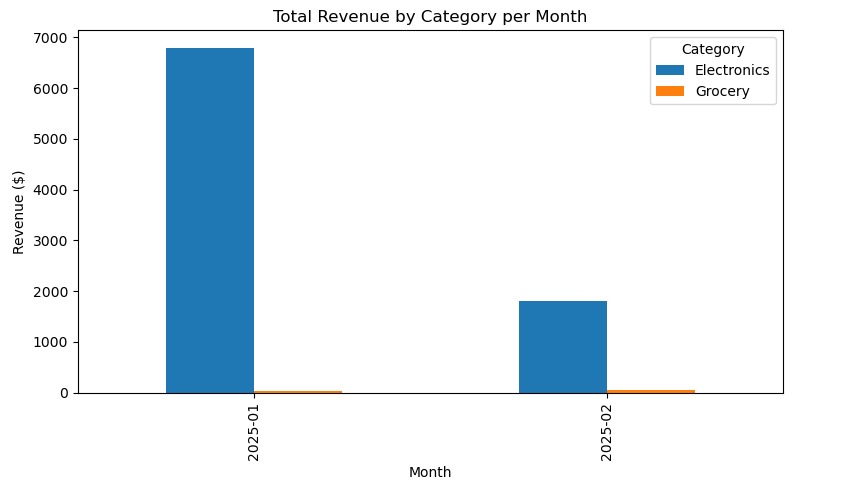 Total Revenue by Category per Month
Category
Electronics
Grocery
7000
6000
5000
4000
3000
2000
1000
0
Revenue ($)
2025-01
2025-02
Month